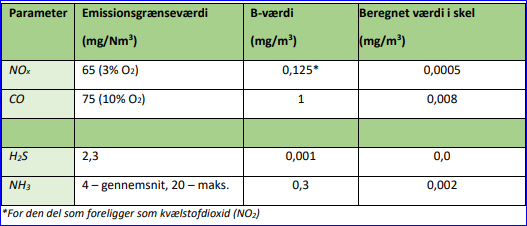 Parameter Emissionsgrænseværdi B-værdi Beregnet værdi i skel
(mg/Nm³) (mg/m³) (mg/m³)
NOₓ 65 (3% O₂) 0,125* 0,0005
CO 75 (10% O₂) 1 0,008
H₂S 2,3 0,001 0,0
NH₃ 4 – gennemsnit, 20 – maks. 0,3 0,002
*For den del som foreligger som kvælstofdioxid (NO₂)